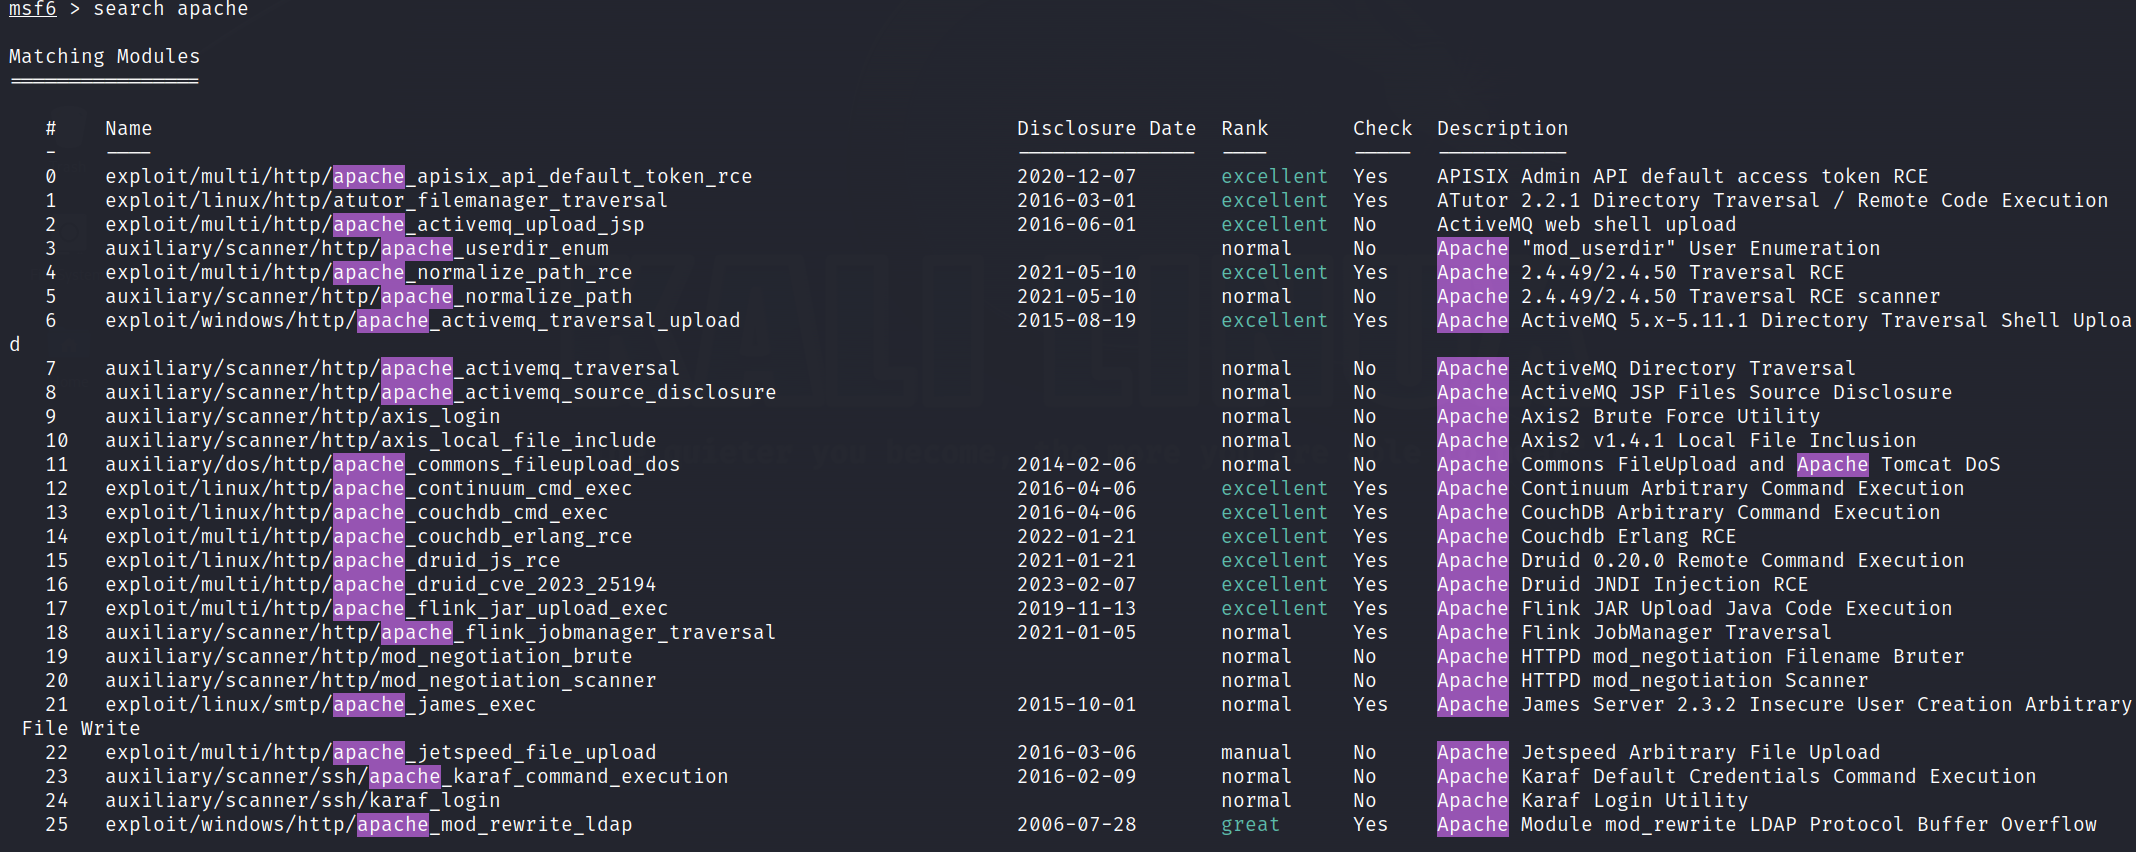 msf6 > search apache
Matching Modules
================
# Name Disclosure Date Rank Check Description
- ---- --------------- ---- ----- -----------
0 exploit/multi/http/apache_apisix_api_default_token_rce 2020-12-07 excellent Yes APISIX Admin API default access token RCE
1 exploit/linux/http/atutor_filemanager_traversal 2016-03-01 excellent Yes ATutor 2.2.1 Directory Traversal / Remote Code Execution
2 exploit/multi/http/apache_activemq_upload_jsp 2016-06-01 excellent No ActiveMQ web shell upload
3 auxiliary/scanner/http/apache_userdir_enum normal No Apache "mod_userdir" User Enumeration
4 exploit/multi/http/apache_normalize_path_rce 2021-05-10 excellent Yes Apache 2.4.49/2.4.50 Traversal RCE
5 auxiliary/scanner/http/apache_normalize_path 2021-05-10 normal No Apache 2.4.49/2.4.50 Traversal RCE scanner
6 exploit/windows/http/apache_activemq_traversal_upload 2015-08-19 excellent Yes Apache ActiveMQ 5.x-5.11.1 Directory Traversal Shell Uploa
d
7 auxiliary/scanner/http/apache_activemq_traversal normal No Apache ActiveMQ Directory Traversal
8 auxiliary/scanner/http/apache_activemq_source_disclosure normal No Apache ActiveMQ JSP Files Source Disclosure
9 auxiliary/scanner/http/axis_login normal No Apache Axis2 Brute Force Utility
10 auxiliary/scanner/http/axis_local_file_include normal No Apache Axis2 v1.4.1 Local File Inclusion
11 auxiliary/dos/http/apache_commons_fileupload_dos 2014-02-06 normal No Apache Commons FileUpload and Apache Tomcat DoS
12 exploit/linux/http/apache_continuum_cmd_exec 2016-04-06 excellent Yes Apache Continuum Arbitrary Command Execution
13 exploit/linux/http/apache_couchdb_cmd_exec 2016-04-06 excellent Yes Apache CouchDB Arbitrary Command Execution
14 exploit/multi/http/apache_couchdb_erlang_rce 2022-01-21 excellent Yes Apache Couchdb Erlang RCE
15 exploit/linux/http/apache_druid_js_rce 2021-01-21 excellent Yes Apache Druid 0.20.0 Remote Command Execution
16 exploit/multi/http/apache_druid_cve_2023_25194 2023-02-07 excellent Yes Apache Druid JNDI Injection RCE
17 exploit/multi/http/apache_flink_jar_upload_exec 2019-11-13 excellent Yes Apache Flink JAR Upload Java Code Execution
18 auxiliary/scanner/http/apache_flink_jobmanager_traversal 2021-01-05 normal Yes Apache Flink JobManager Traversal
19 auxiliary/scanner/http/mod_negotiation_brute normal No Apache HTTPD mod_negotiation Filename Bruter
20 auxiliary/scanner/http/mod_negotiation_scanner normal No Apache HTTPD mod_negotiation Scanner
21 exploit/linux/smtp/apache_james_exec 2015-10-01 normal Yes Apache James Server 2.3.2 Insecure User Creation Arbitrary
File Write
22 exploit/multi/http/apache_jetspeed_file_upload 2016-03-06 manual No Apache Jetspeed Arbitrary File Upload
23 auxiliary/scanner/ssh/apache_karaf_command_execution 2016-02-09 normal No Apache Karaf Default Credentials Command Execution
24 auxiliary/scanner/ssh/karaf_login normal No Apache Karaf Login Utility
25 exploit/windows/http/apache_mod_rewrite_ldap 2006-07-28 great Yes Apache Module mod_rewrite LDAP Protocol Buffer Overflow